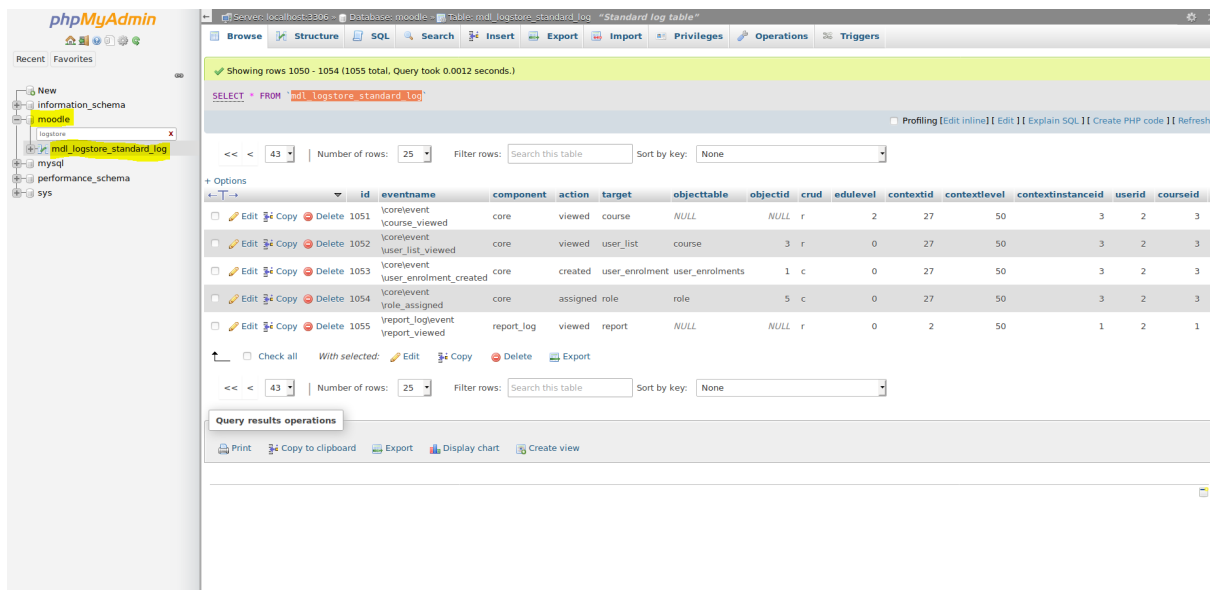 phpMyAdmin
Recent Favorites
New
information_schema
moodle
logstore X
mdl_logstore_standard_log
mysql
performance_schema
sys
Server: localhost:3306 » Database: moodle » Table: mdl_logstore_standard_log "Standard log table"
Browse Structure SQL Search Insert Export Import Privileges Operations Triggers
Showing rows 1050 - 1054 (1055 total, Query took 0.0012 seconds.)
SELECT * FROM `mdl_logstore_standard_log`
Profiling [Edit inline] [ Edit ] [ Explain SQL ] [ Create PHP code ] [ Refresh
<< < 43 | Number of rows: 25 Filter rows: Search this table Sort by key: None
+ Options
←T→ id eventname component action target objecttable objectid crud edulevel contextid contextlevel contextinstanceid userid courseid
Edit Copy Delete 1051 \core\event\course_viewed core viewed course NULL NULL r 2 27 50 3 2 3
Edit Copy Delete 1052 \core\event\user_list_viewed core viewed user_list course 3 r 0 27 50 3 2 3
Edit Copy Delete 1053 \core\event\user_enrolment_created core created user_enrolment user_enrolments 1 c 0 27 50 3 2 3
Edit Copy Delete 1054 \core\event\role_assigned core assigned role role 5 c 0 27 50 3 2 3
Edit Copy Delete 1055 \report_log\event\report_viewed report_log viewed report NULL NULL r 0 2 50 1 2 1
Check all With selected: Edit Copy Delete Export
<< < 43 | Number of rows: 25 Filter rows: Search this table Sort by key: None
Query results operations
Print Copy to clipboard Export Display chart Create view